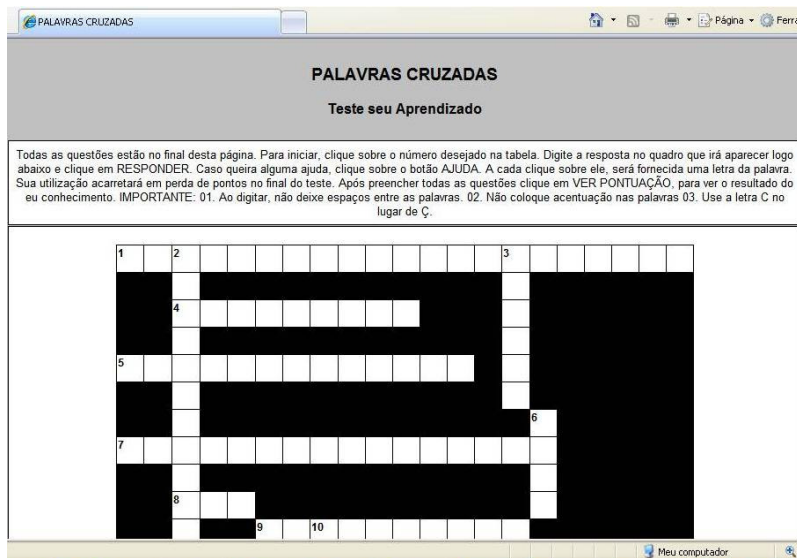 PALAVRAS CRUZADAS
Página
Ferra
PALAVRAS CRUZADAS
Teste seu Aprendizado
Todas as questões estão no final desta página. Para iniciar, clique sobre o número desejado na tabela. Digite a resposta no quadro que irá aparecer logo
abaixo e clique em RESPONDER. Caso queira alguma ajuda, clique sobre o botão AJUDA. A cada clique sobre ele, será fornecida uma letra da palavra.
Sua utilização acarretará em perda de pontos no final do teste. Após preencher todas as questões clique em VER PONTUAÇÃO, para ver o resultado do
eu conhecimento. IMPORTANTE: 01. Ao digitar, não deixe espaços entre as palavras. 02. Não coloque acentuação nas palavras 03. Use a letra C no
lugar de Ç.
1 2 3
4
5
6
7
8
9 10
Meu computador